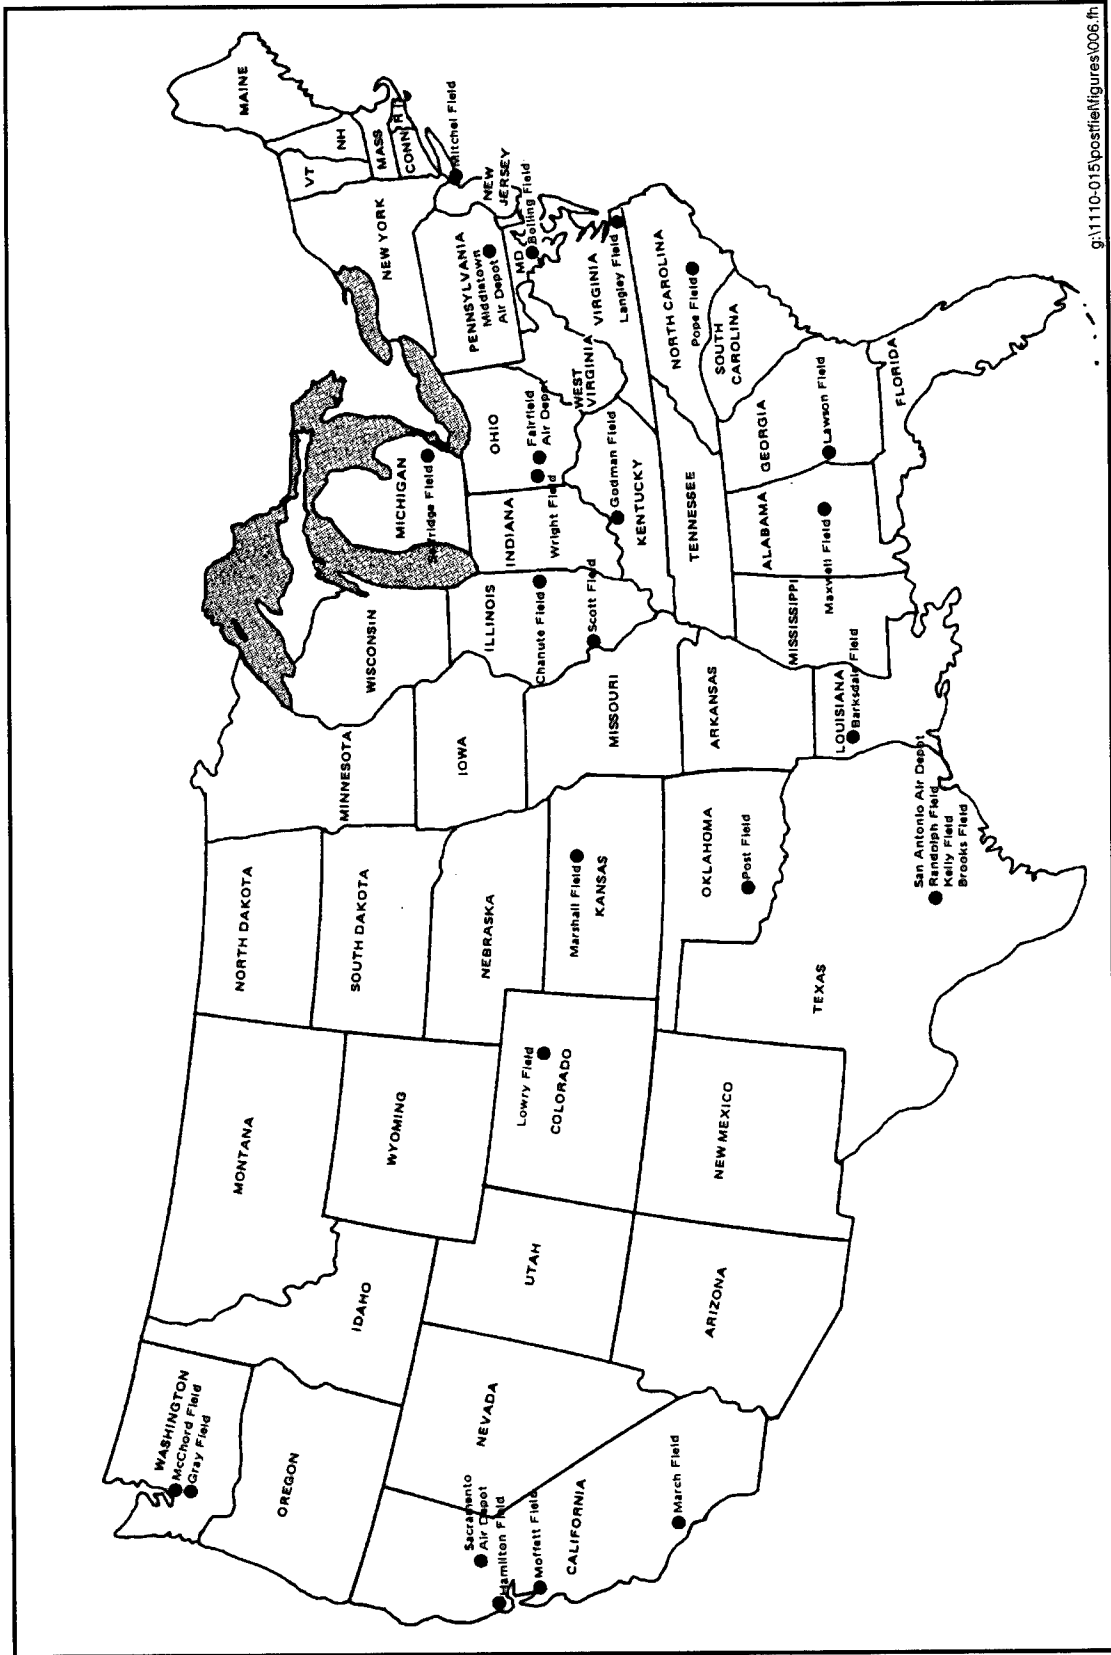 WASHINGTON
McChord Field
Gray Field
OREGON
IDAHO
MONTANA
WYOMING
NORTH DAKOTA
SOUTH DAKOTA
NEBRASKA
MINNESOTA
IOWA
WISCONSIN
MICHIGAN
Sacramento
Air Depot
Hamilton Field
Moffett Field
CALIFORNIA
March Field
NEVADA
UTAH
ARIZONA
Lowry Field
COLORADO
NEW MEXICO
Marshall Field
KANSAS
OKLAHOMA
Post Field
TEXAS
San Antonio Air Depot
Randolph Field
Kelly Field
Brooks Field
MISSOURI
ARKANSAS
LOUISIANA
Barksdale Field
ILLINOIS
Chanute Field
Scott Field
INDIANA
Wright Field
OHIO
Fairfield
Air Depot
Godman Field
KENTUCKY
TENNESSEE
MISSISSIPPI
ALABAMA
Maxwell Field
GEORGIA
Lawson Field
FLORIDA
SOUTH
CAROLINA
NORTH CAROLINA
Pope Field
WEST
VIRGINIA
VIRGINIA
Langley Field
PENNSYLVANIA
Middletown
Air Depot
MD
Bolling Field
NEW
JERSEY
Mitchel Field
NEW YORK
VT
NH
MAINE
MASS
CONN
RI
g:\1110-015\postfiel\figures\006.fh